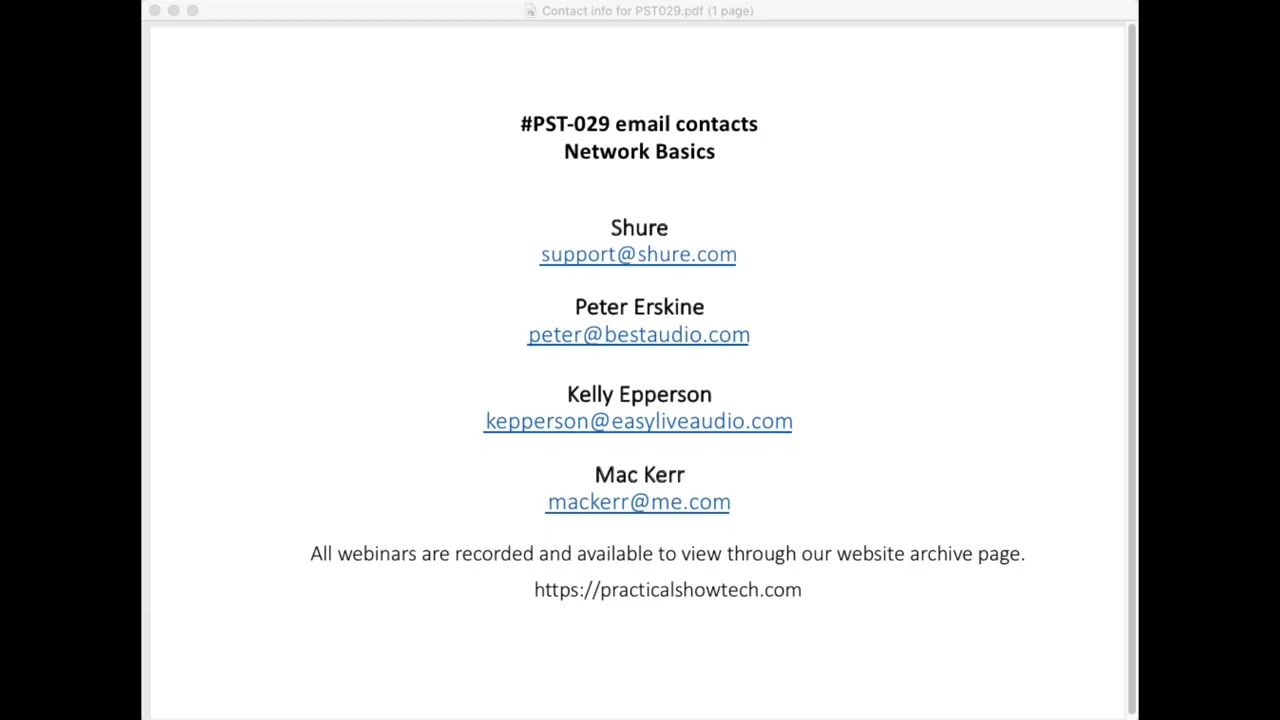 Contact info for PST029.pdf (1 page)
#PST-029 email contacts
Network Basics
Shure
support@shure.com
Peter Erskine
peter@bestaudio.com
Kelly Epperson
kepperson@easyliveaudio.com
Mac Kerr
mackerr@me.com
All webinars are recorded and available to view through our website archive page.
https://practicalshowtech.com